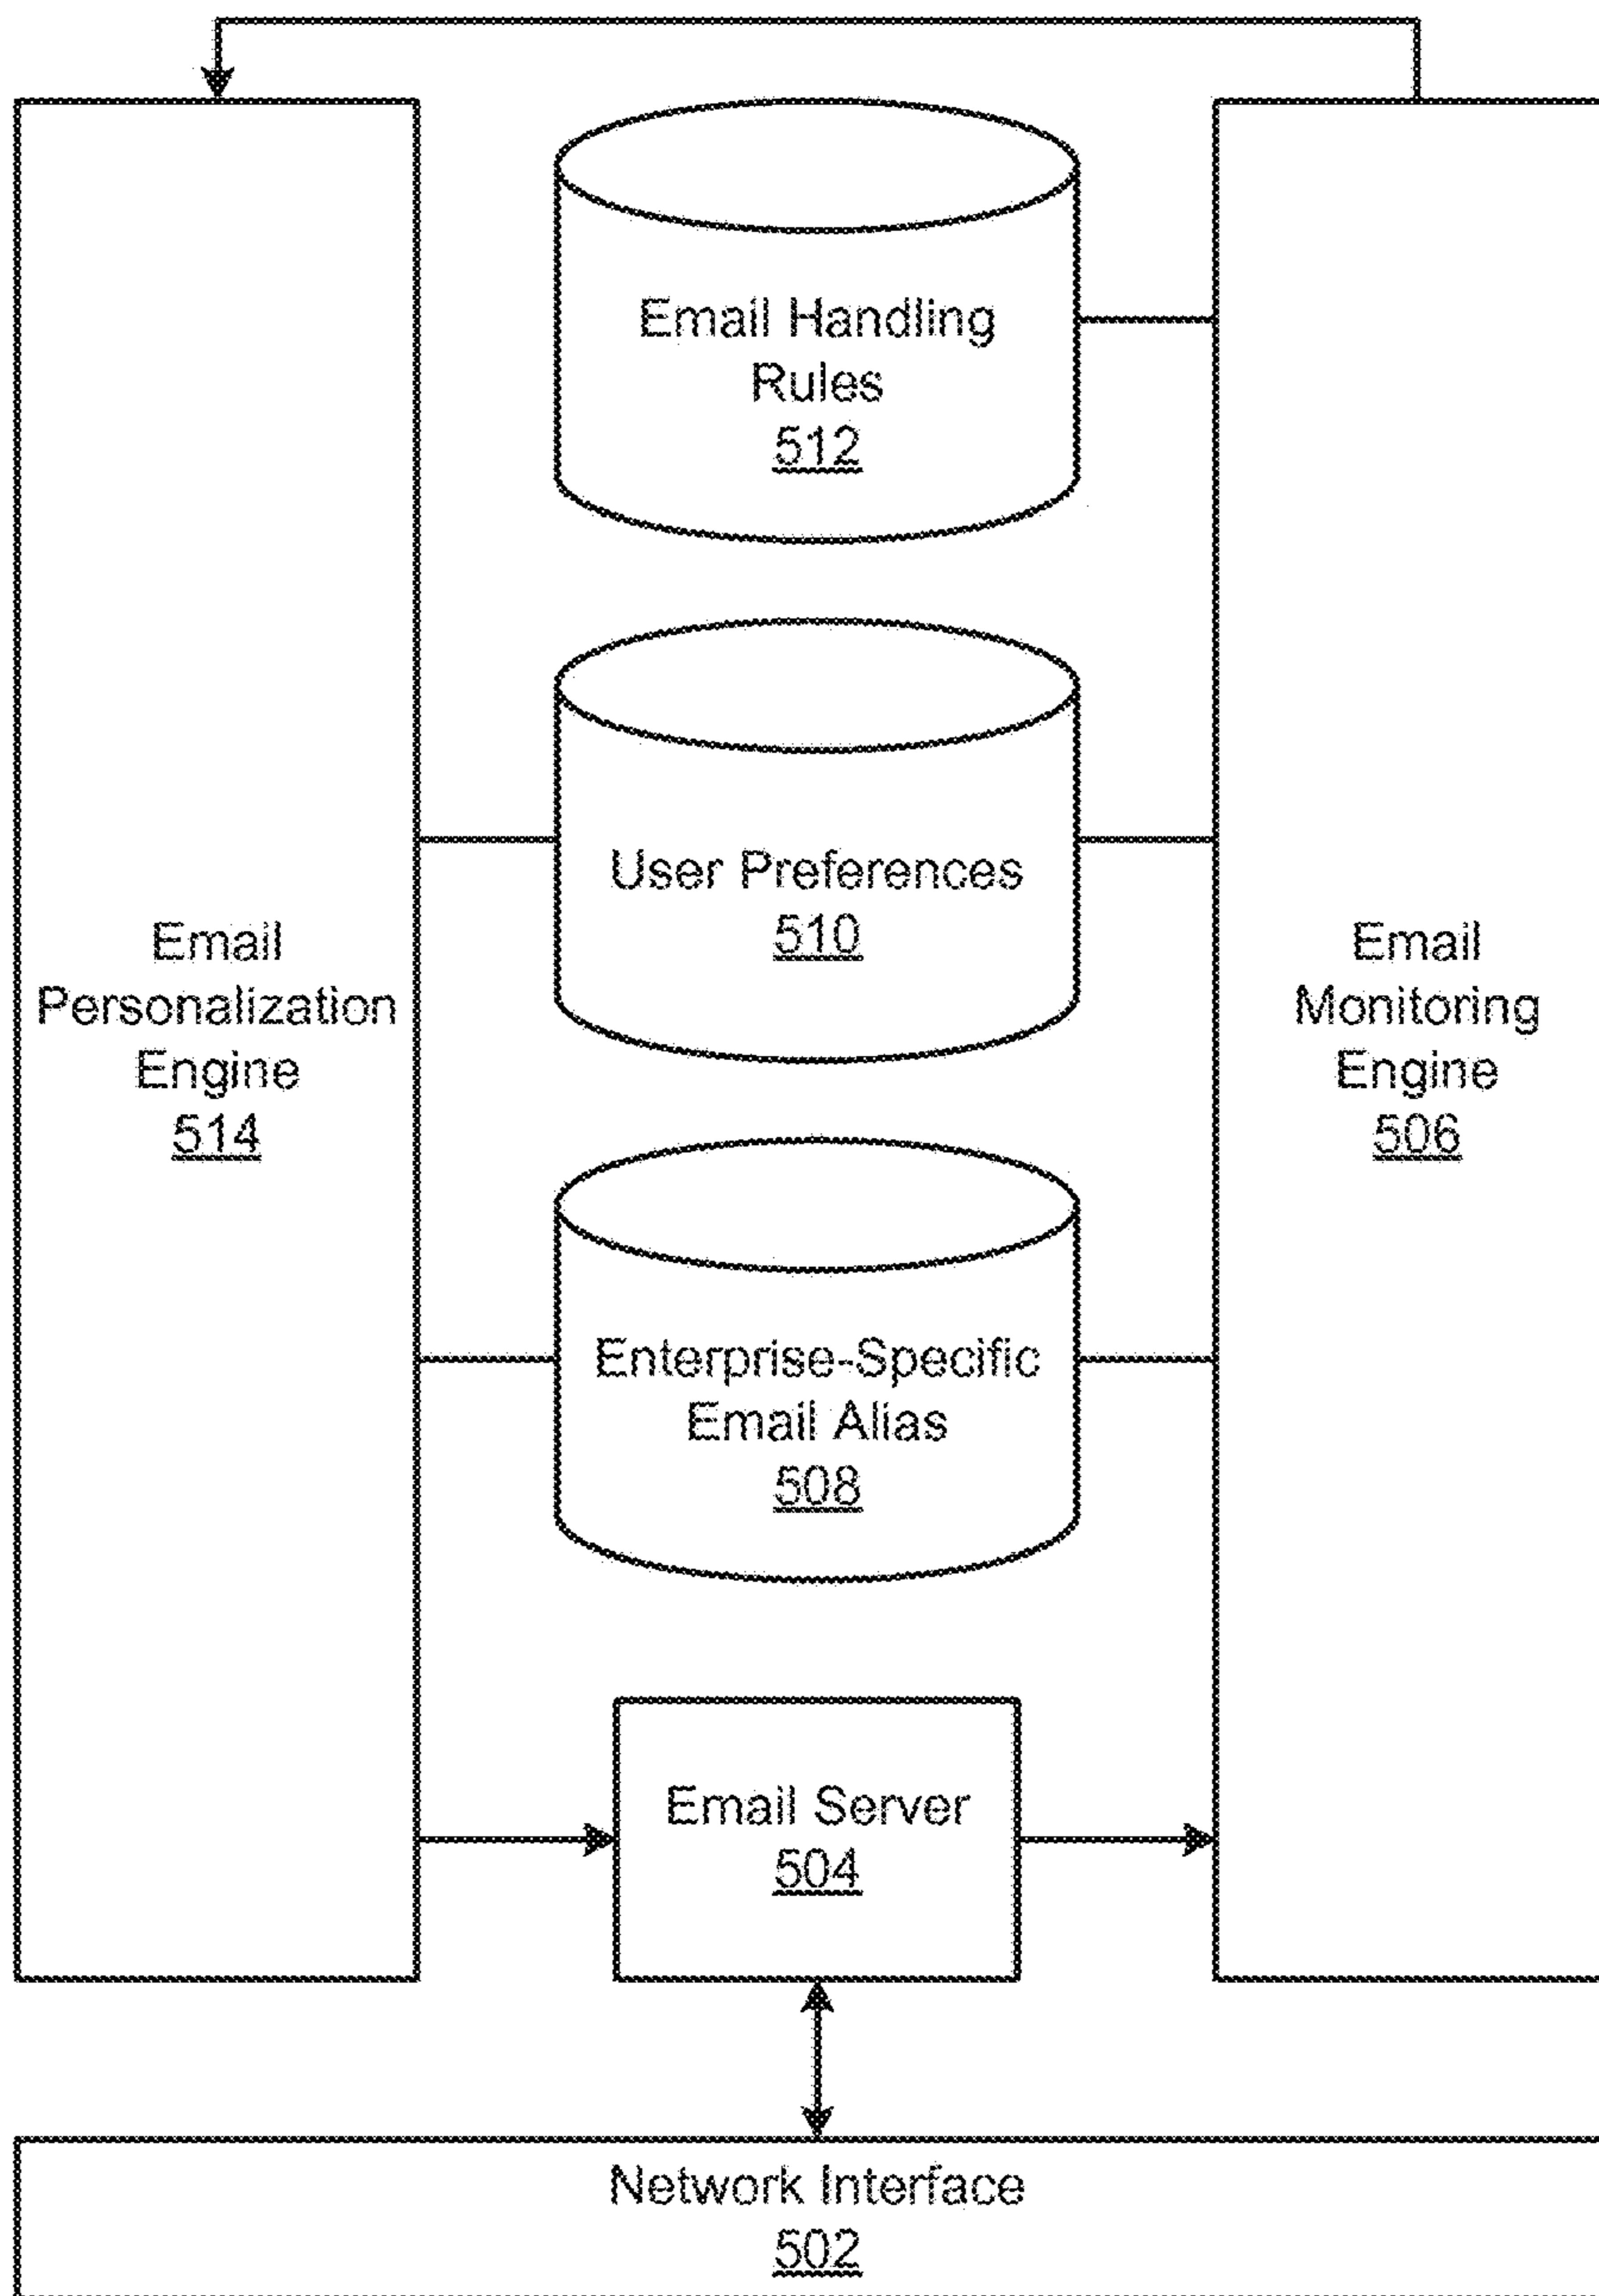 Email Handling
Rules
512
User Preferences
510
Email
Personalization
Engine
514
Email
Monitoring
Engine
506
Enterprise-Specific
Email Alias
508
Email Server
504
Network Interface
502